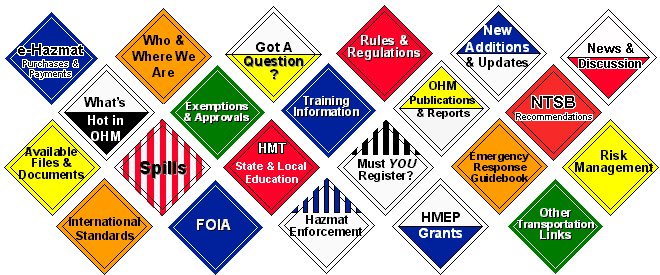 e-Hazmat
Purchases &
Payments
Who &
Where We
Are
Got A
Question
?
Rules &
Regulations
New
Additions
& Updates
News &
Discussion
What's
Hot in
OHM
Exemptions
& Approvals
Training
Information
OHM
Publications
& Reports
NTSB
Recommendations
Available
Files &
Documents
Spills
HMT
State & Local
Education
Must YOU
Register?
Emergency
Response
Guidebook
Risk
Management
International
Standards
FOIA
Hazmat
Enforcement
HMEP
Grants
Other
Transportation
Links